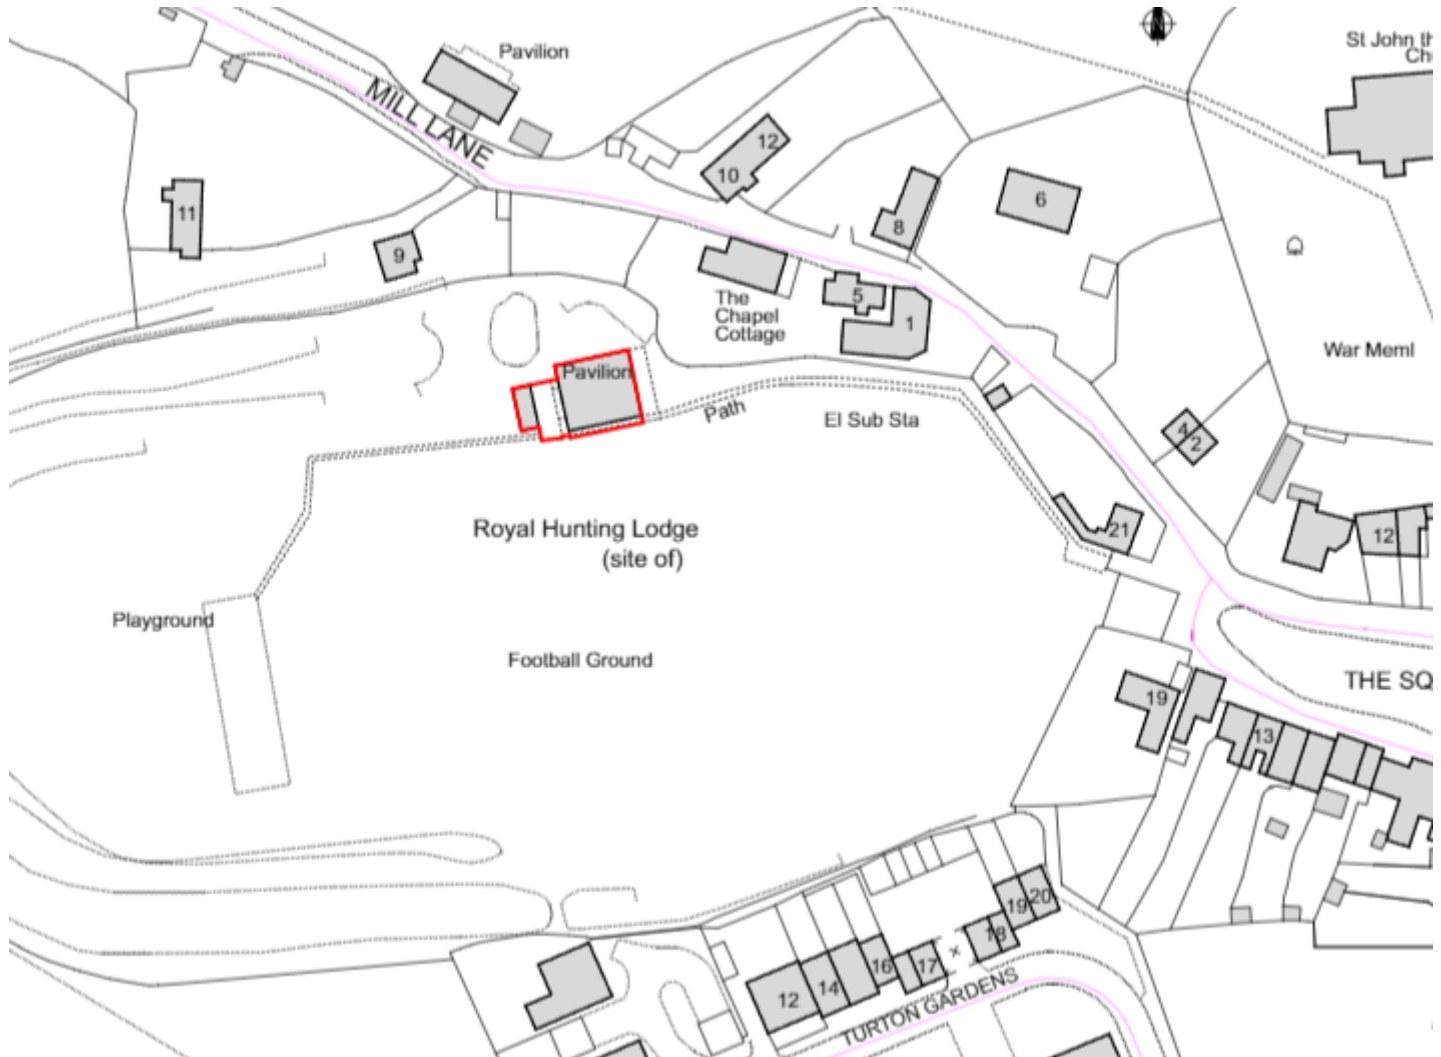 Pavilion
St John th
Ch
MILL LANE
12
10
11
8
6
9
The
Chapel
Cottage
5
1
War Meml
Pavilion
Path
El Sub Sta
4
2
21
12
Royal Hunting Lodge
(site of)
Playground
Football Ground
THE SQ
19
13
20
19
18
17
16
14
12
TURTON GARDENS